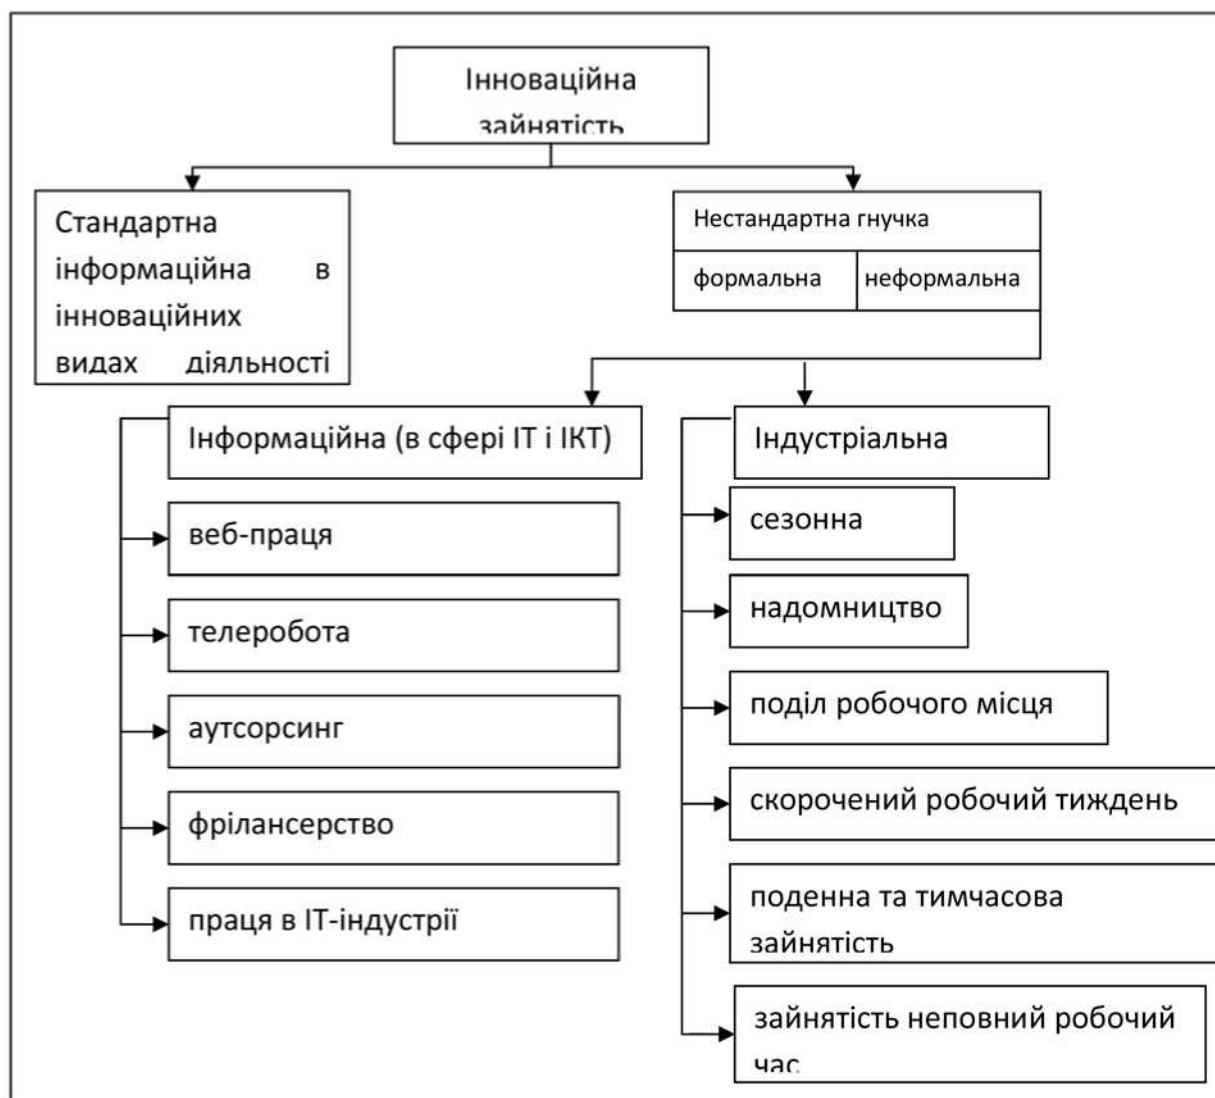 Інноваційна
зайнятість
Стандартна
інформаційна в
інноваційних
видах діяльності
Нестандартна гнучка
формальна неформальна
Інформаційна (в сфері ІТ і ІКТ)
веб-праця
телеробота
аутсорсинг
фрілансерство
праця в ІТ-індустрії
Індустріальна
сезонна
надомництво
поділ робочого місця
скорочений робочий тиждень
поденна та тимчасова
зайнятість
зайнятість неповний робочий
час